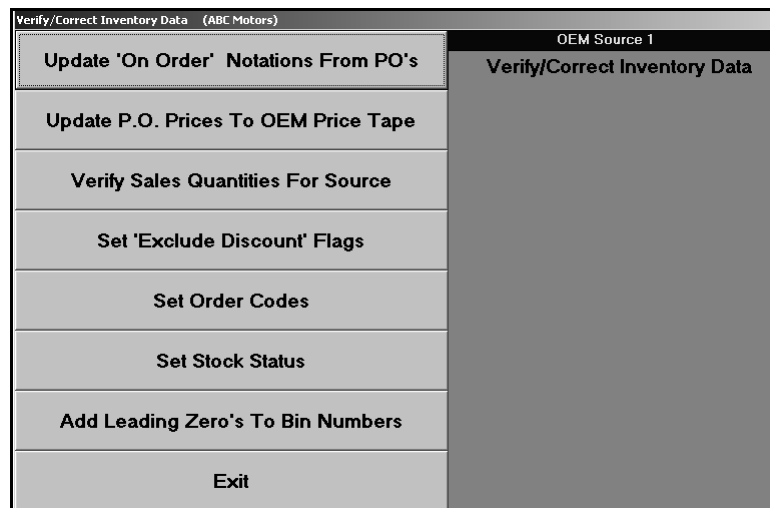 Verify/Correct Inventory Data (ABC Motors)
OEM Source 1
Verify/Correct Inventory Data
Update 'On Order' Notations From PO's
Update P.O. Prices To OEM Price Tape
Verify Sales Quantities For Source
Set 'Exclude Discount' Flags
Set Order Codes
Set Stock Status
Add Leading Zero's To Bin Numbers
Exit